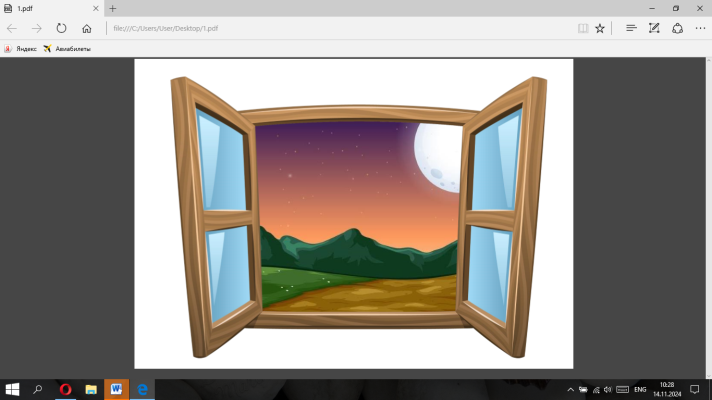 1.pdf
file:///C:/Users/User/Desktop/1.pdf
Яндекс Авиабилеты
ENG
10:28
14.11.2024